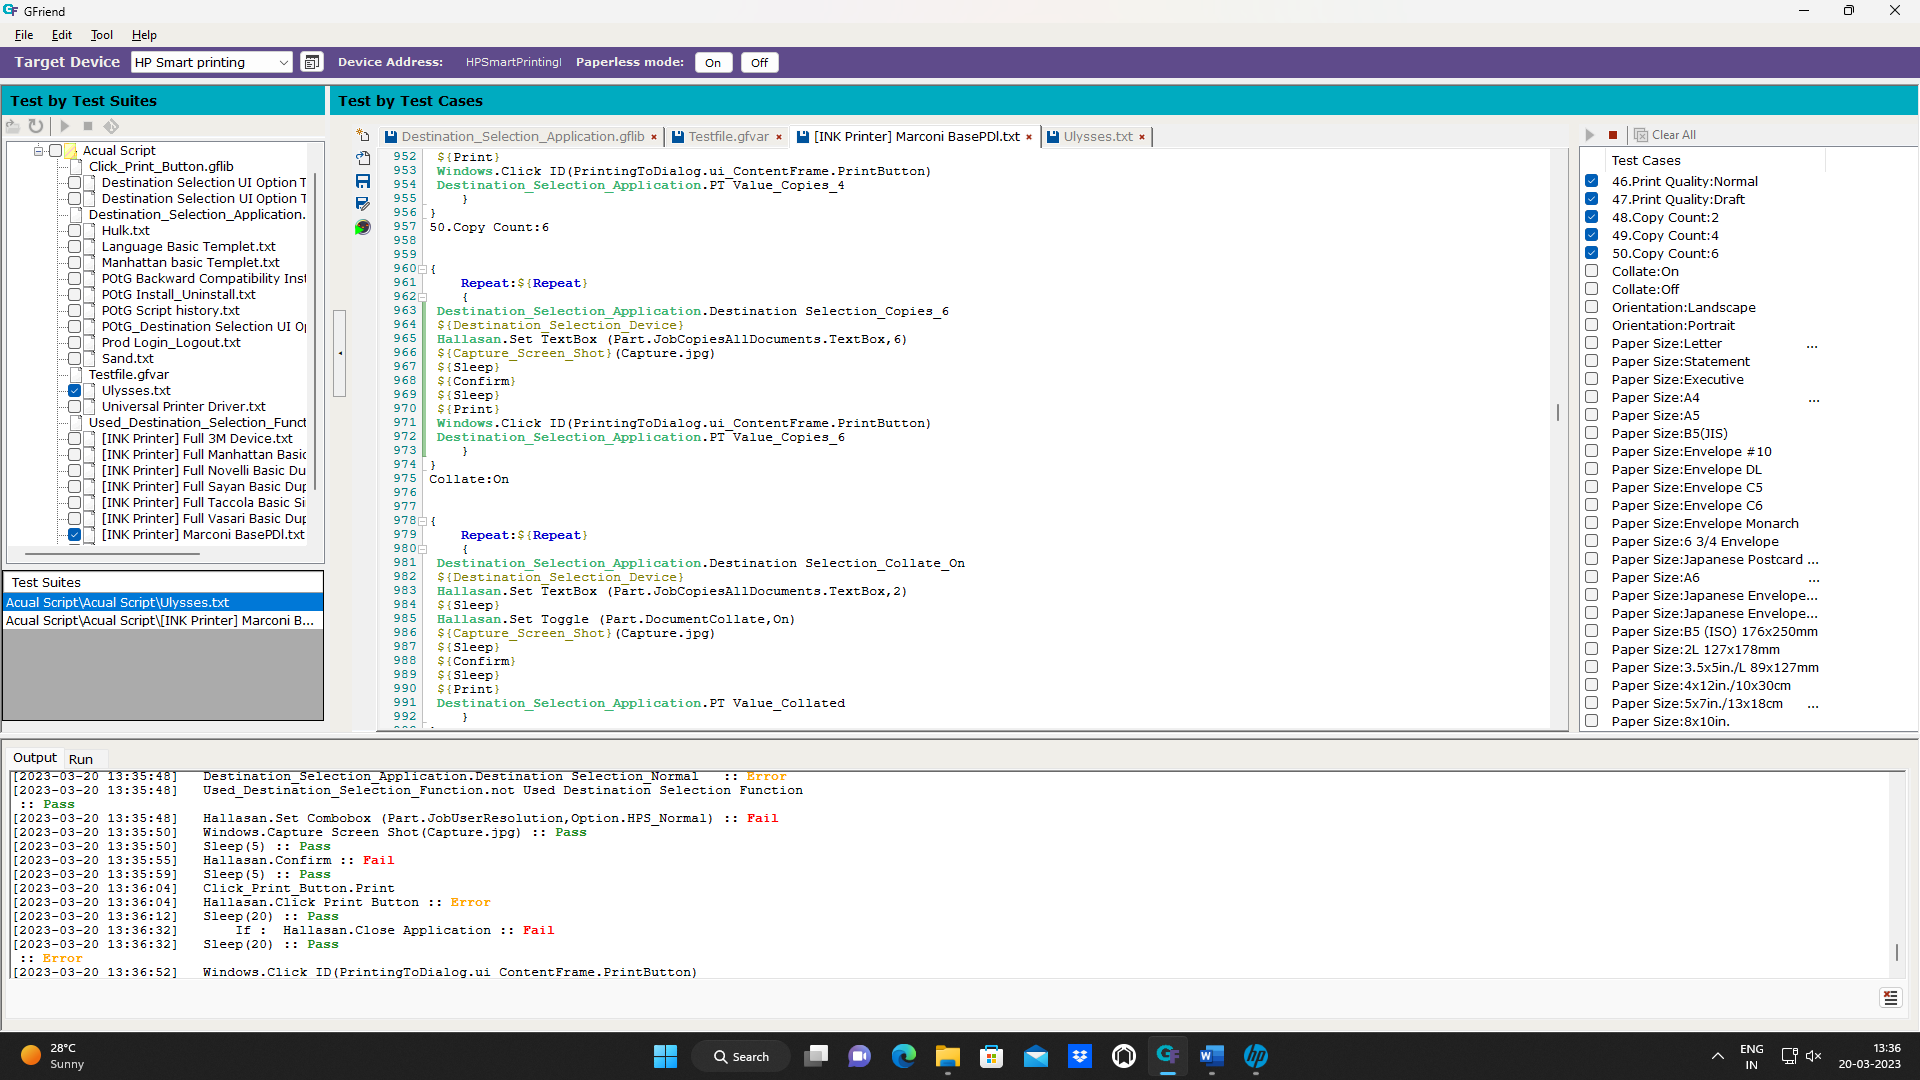 GFriend
File Edit Tool Help
Target Device HP Smart printing Device Address: HPSmartPrintingI Paperless mode: On Off
Test by Test Suites
Acual Script
Click_Print_Button.gflib
Destination Selection UI Option T
Destination Selection UI Option T
Destination_Selection_Application.
Hulk.txt
Language Basic Templet.txt
Manhattan basic Templet.txt
POtG Backward Compatibility Inst
POtG Install_Uninstall.txt
POtG Script history.txt
POtG_Destination Selection UI Op
Prod Login_Logout.txt
Sand.txt
Testfile.gfvar
Ulysses.txt
Universal Printer Driver.txt
Used_Destination_Selection_Funct
[INK Printer] Full 3M Device.txt
[INK Printer] Full Manhattan Basic
[INK Printer] Full Novelli Basic Du
[INK Printer] Full Sayan Basic Dup
[INK Printer] Full Taccola Basic Si
[INK Printer] Full Vasari Basic Dup
[INK Printer] Marconi BasePDl.txt
Test Suites
Acual Script\Acual Script\Ulysses.txt
Acual Script\Acual Script\[INK Printer] Marconi B...
Test by Test Cases
Destination_Selection_Application.gflib Testfile.gfvar [INK Printer] Marconi BasePDl.txt Ulysses.txt
952 ${Print}
953 Windows.Click ID(PrintingToDialog.ui_ContentFrame.PrintButton)
954 Destination_Selection_Application.PT Value_Copies_4
955 }
956 }
957 50.Copy Count:6
958
959
960 {
961 Repeat:${Repeat}
962 {
963 Destination_Selection_Application.Destination Selection_Copies_6
964 ${Destination_Selection_Device}
965 Hallasan.Set TextBox (Part.JobCopiesAllDocuments.TextBox,6)
966 ${Capture_Screen_Shot}(Capture.jpg)
967 ${Sleep}
968 ${Confirm}
969 ${Sleep}
970 ${Print}
971 Windows.Click ID(PrintingToDialog.ui_ContentFrame.PrintButton)
972 Destination_Selection_Application.PT Value_Copies_6
973 }
974 }
975 Collate:On
976
977
978 {
979 Repeat:${Repeat}
980 {
981 Destination_Selection_Application.Destination Selection_Collate_On
982 ${Destination_Selection_Device}
983 Hallasan.Set TextBox (Part.JobCopiesAllDocuments.TextBox,2)
984 ${Sleep}
985 Hallasan.Set Toggle (Part.DocumentCollate,On)
986 ${Capture_Screen_Shot}(Capture.jpg)
987 ${Sleep}
988 ${Confirm}
989 ${Sleep}
990 ${Print}
991 Destination_Selection_Application.PT Value_Collated
992 }
Clear All
Test Cases
46.Print Quality:Normal
47.Print Quality:Draft
48.Copy Count:2
49.Copy Count:4
50.Copy Count:6
Collate:On
Collate:Off
Orientation:Landscape
Orientation:Portrait
Paper Size:Letter ...
Paper Size:Statement
Paper Size:Executive
Paper Size:A4 ...
Paper Size:A5
Paper Size:B5(JIS)
Paper Size:Envelope #10
Paper Size:Envelope DL
Paper Size:Envelope C5
Paper Size:Envelope C6
Paper Size:Envelope Monarch
Paper Size:6 3/4 Envelope
Paper Size:Japanese Postcard ...
Paper Size:A6 ...
Paper Size:Japanese Envelope...
Paper Size:Japanese Envelope...
Paper Size:B5 (ISO) 176x250mm
Paper Size:2L 127x178mm
Paper Size:3.5x5in./L 89x127mm
Paper Size:4x12in./10x30cm
Paper Size:5x7in./13x18cm ...
Paper Size:8x10in.
Output Run
[2023-03-20 13:35:48] Destination_Selection_Application.Destination Selection_Normal :: Error
[2023-03-20 13:35:48] Used_Destination_Selection_Function.not Used Destination Selection Function
:: Pass
[2023-03-20 13:35:48] Hallasan.Set Combobox (Part.JobUserResolution,Option.HPS_Normal) :: Fail
[2023-03-20 13:35:50] Windows.Capture Screen Shot(Capture.jpg) :: Pass
[2023-03-20 13:35:50] Sleep(5) :: Pass
[2023-03-20 13:35:55] Hallasan.Confirm :: Fail
[2023-03-20 13:35:59] Sleep(5) :: Pass
[2023-03-20 13:36:04] Click_Print_Button.Print
[2023-03-20 13:36:04] Hallasan.Click Print Button :: Error
[2023-03-20 13:36:12] Sleep(20) :: Pass
[2023-03-20 13:36:32] If : Hallasan.Close Application :: Fail
[2023-03-20 13:36:32] Sleep(20) :: Pass
:: Error
[2023-03-20 13:36:52] Windows.Click ID(PrintingToDialog.ui ContentFrame.PrintButton)
28°C
Sunny
Search
ENG
IN
13:36
20-03-2023